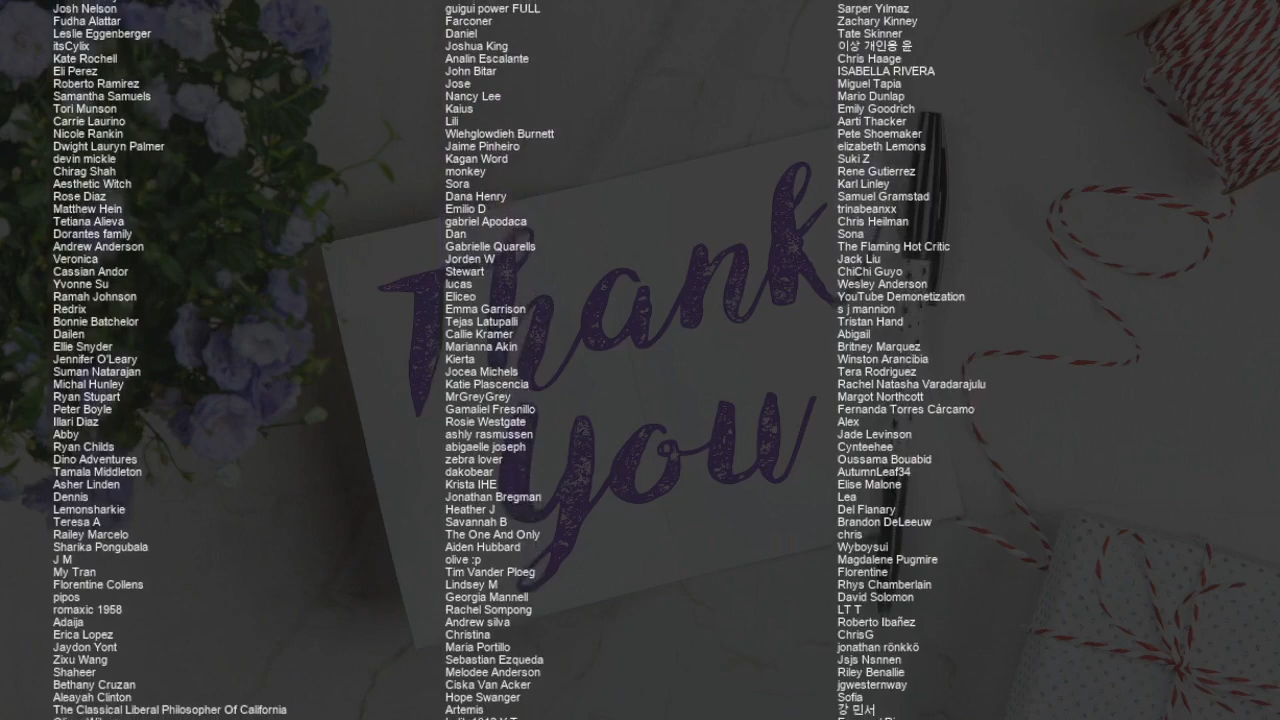 Josh Nelson
Fudha Alattar
Leslie Eggenberger
itsCylix
Kate Rochell
Eli Perez
Roberto Ramirez
Samantha Samuels
Tori Munson
Carrie Laurino
Nicole Rankin
Dwight Lauryn Palmer
devin mickle
Chirag Shah
Aesthetic Witch
Rose Diaz
Matthew Hein
Tetiana Alieva
Dorantes family
Andrew Anderson
Veronica
Cassian Andor
Yvonne Su
Ramah Johnson
Redrix
Bonnie Batchelor
Dailen
Ellie Snyder
Jennifer O'Leary
Suman Natarajan
Michal Hunley
Ryan Stupart
Peter Boyle
Illari Diaz
Abby
Ryan Childs
Dino Adventures
Tamala Middleton
Asher Linden
Dennis
Lemonsharkie
Teresa A
Railey Marcelo
Sharika Pongubala
J M
My Tran
Florentine Collens
pipos
romaxic 1958
Adaija
Erica Lopez
Jaydon Yont
Zixu Wang
Shaheer
Bethany Cruzan
Aleayah Clinton
The Classical Liberal Philosopher Of California
guigui power FULL
Farconer
Daniel
Joshua King
Analin Escalante
John Bitar
Jose
Nancy Lee
Kaius
Lili
Wiehglowdieh Burnett
Jaime Pinheiro
Kagan Word
monkey
Sora
Dana Henry
Emilio D
gabriel Apodaca
Dan
Gabrielle Quarells
Jorden W
Stewart
lucas
Eliceo
Emma Garrison
Tejas Latupalli
Callie Kramer
Marianna Akin
Kierta
Jocea Michels
Katie Plascencia
MrGreyGrey
Gamaliel Fresnillo
Rosie Westgate
ashly rasmussen
abigaelle joseph
zebra lover
dakobear
Krista IHE
Jonathan Bregman
Heather J
Savannah B
The One And Only
Aiden Hubbard
olive :p
Tim Vander Ploeg
Lindsey M
Georgia Mannell
Rachel Sompong
Andrew silva
Christina
Maria Portillo
Sebastian Ezqueda
Melodee Anderson
Ciska Van Acker
Hope Swanger
Artemis
Sarper Yılmaz
Zachary Kinney
Tate Skinner
이상 개인용 윤
Chris Haage
ISABELLA RIVERA
Miguel Tapia
Mario Dunlap
Emily Goodrich
Aarti Thacker
Pete Shoemaker
elizabeth Lemons
Suki Z
Rene Gutierrez
Karl Linley
Samuel Gramstad
trinabeanxx
Chris Heilman
Sona
The Flaming Hot Critic
Jack Liu
ChiChi Guyo
Wesley Anderson
YouTube Demonetization
s j mannion
Tristan Hand
Abigail
Britney Marquez
Winston Arancibia
Tera Rodriguez
Rachel Natasha Varadarajulu
Margot Northcott
Fernanda Torres Cárcamo
Alex
Jade Levinson
Cynteehee
Oussama Bouabid
AutumnLeaf34
Elise Malone
Lea
Del Flanary
Brandon DeLeeuw
chris
Wyboysui
Magdalene Pugmire
Florentine
Rhys Chamberlain
David Solomon
LT T
Roberto Ibañez
ChrisG
jonathan rönkkö
Jsjs Nsnnen
Riley Benallie
jgwesternway
Sofia
강 민서
Thank
you